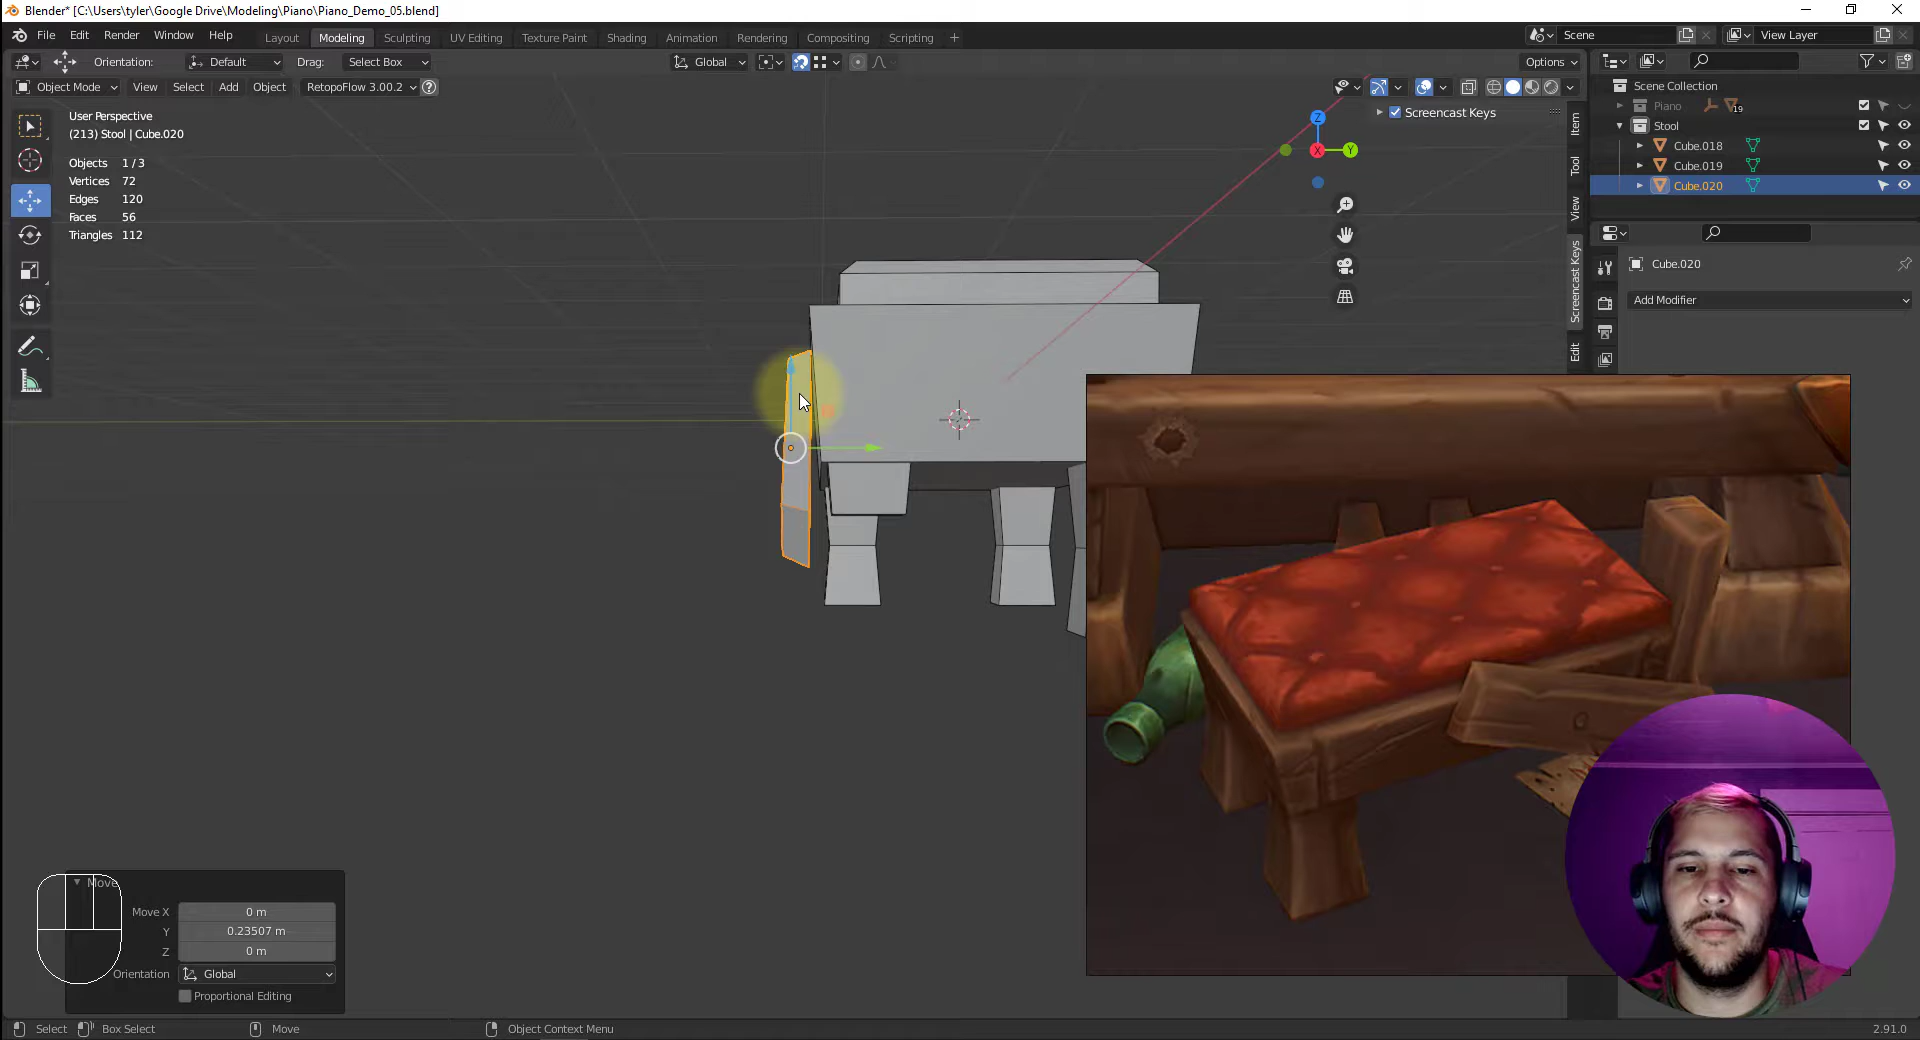 Blender* [C:\Users\tyler\Google Drive\Modeling\Piano\Piano_Demo_05.blend]
File Edit Render Window Help Layout Modeling Sculpting UV Editing Texture Paint Shading Animation Rendering Compositing Scripting + Scene View Layer
Orientation: Default Drag: Select Box Global Options
Object Mode View Select Add Object RetopoFlow 3.00.2 ?
Scene Collection
Piano 19
Stool
Cube.018
Cube.019
Cube.020
User Perspective
(213) Stool | Cube.020
Objects 1 / 3
Vertices 72
Edges 120
Faces 56
Triangles 112
Screencast Keys
Z
X
Y
Item
Tool
View
Screencast Keys
Edit
Cube.020
Add Modifier
Move
Move X 0 m
Y 0.23507 m
Z 0 m
Orientation Global
Proportional Editing
Select Box Select Move Object Context Menu 2.91.0